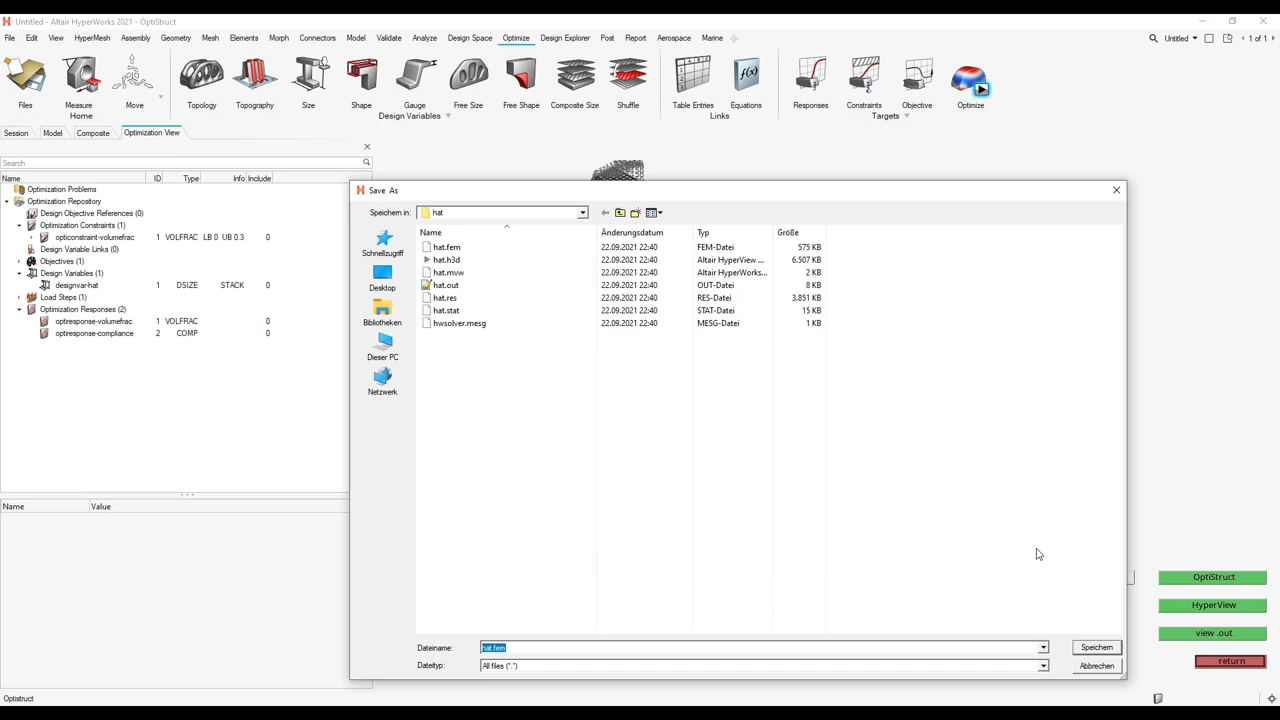 Untitled - Altair HyperWorks 2021 - OptiStruct
File Edit View HyperMesh Assembly Geometry Mesh Elements Morph Connectors Model Validate Analyze Design Space Optimize Design Explorer Post Report Aerospace Marine Untitled 1 of 1
Files Measure Move Topology Topography Size Shape Gauge Free Size Free Shape Composite Size Shuffle Table Entries Equations Responses Constraints Objective Optimize
Home Design Variables Links Targets
Session Model Composite Optimization View
Search
Name ID Type Info Include
Optimization Problems
Optimization Repository
Design Objective References (0)
Optimization Constraints (1)
opticonstraint-volumefrac 1 VOLFRAC LB 0 UB 0.3 0
Design Variable Links (0)
Objectives (1)
Design Variables (1)
designvar-hat 1 DSIZE STACK 0
Load Steps (1)
Optimization Responses (2)
optiresponse-volumefrac 1 VOLFRAC 0
optiresponse-compliance 2 COMP 0
Name Value
Optistruct
Save As
Speichern in: hat
Schnellzugriff
Desktop
Bibliotheken
Dieser PC
Netzwerk
Name Änderungsdatum Typ Größe
hat.fem 22.09.2021 22:40 FEM-Datei 575 KB
hat.h3d 22.09.2021 22:40 Altair HyperView ... 6.507 KB
hat.mvw 22.09.2021 22:40 Altair HyperWorks... 2 KB
hat.out 22.09.2021 22:40 OUT-Datei 8 KB
hat.res 22.09.2021 22:40 RES-Datei 3.851 KB
hat.stat 22.09.2021 22:40 STAT-Datei 15 KB
hwsolver.mesg 22.09.2021 22:40 MESG-Datei 1 KB
Dateiname: hat.fem Speichern
Dateityp: All files (*.*) Abbrechen
OptiStruct
HyperView
view .out
return